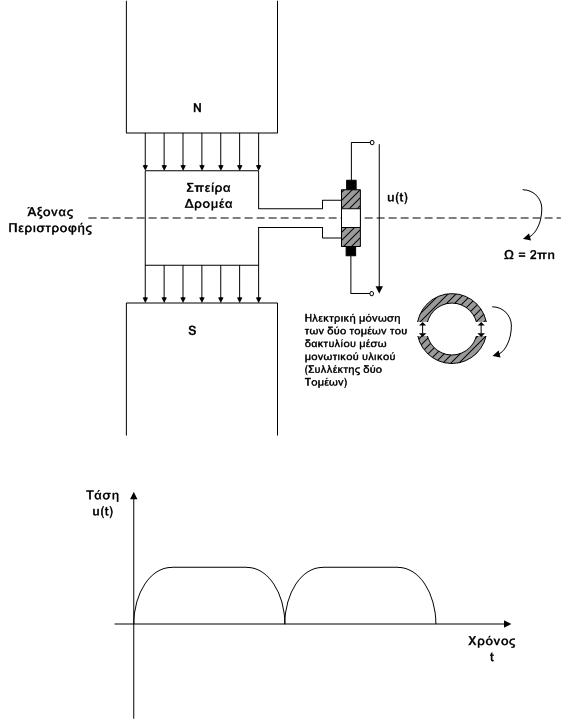 N
Σπείρα
Δρομέα
u(t)
Άξονας
Περιστροφής
Ω = 2πn
S
Ηλεκτρική μόνωση
των δύο τομέων του
δακτυλίου μέσω
μονωτικού υλικού
(Συλλέκτης δύο
Τομέων)
Τάση
u(t)
Χρόνος
t